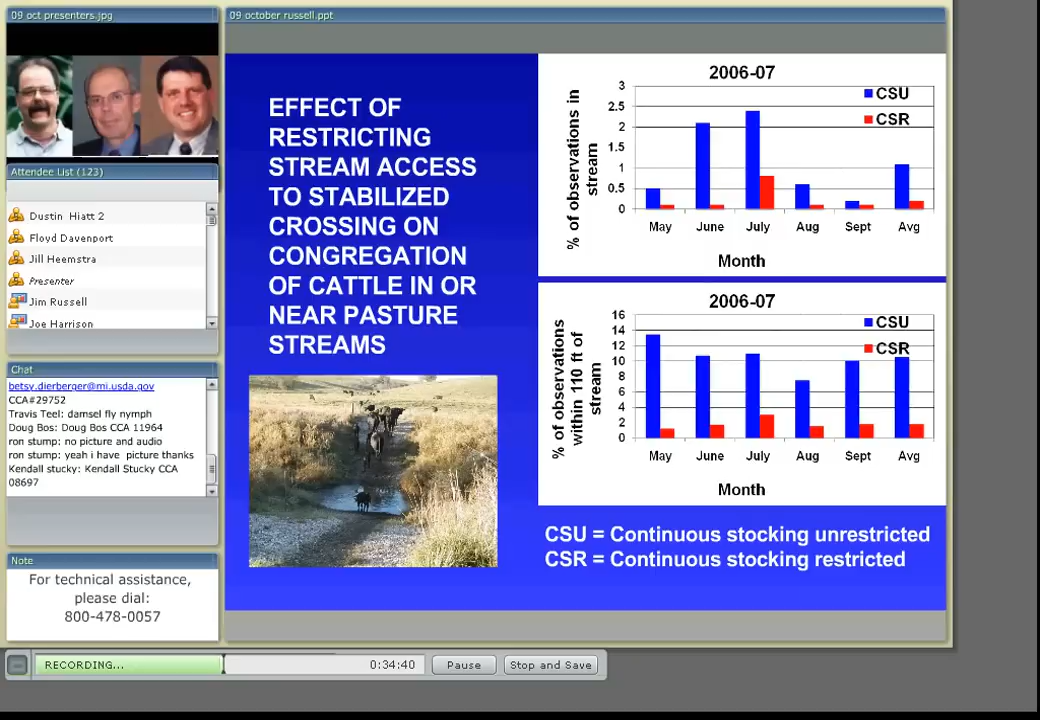 09 oct presenters.jpg
09 october russell.ppt
Attendee List (123)
Dustin Hiatt 2
Floyd Davenport
Jill Heemstra
Presenter
Jim Russell
Joe Harrison
Chat
betsy.dierberger@mi.usda.gov
CCA#29752
Travis Teel: damsel fly nymph
Doug Bos: Doug Bos CCA 11964
ron stump: no picture and audio
ron stump: yeah i have picture thanks
Kendall stucky: Kendall Stucky CCA
08697
Note
For technical assistance,
please dial:
800-478-0057
EFFECT OF
RESTRICTING
STREAM ACCESS
TO STABILIZED
CROSSING ON
CONGREGATION
OF CATTLE IN OR
NEAR PASTURE
STREAMS
2006-07
% of observations in
stream
3
2.5
2
1.5
1
0.5
0
CSU
CSR
May June July Aug Sept Avg
Month
2006-07
% of observations
within 110 ft of
stream
16
14
12
10
8
6
4
2
0
CSU
CSR
May June July Aug Sept Avg
Month
CSU = Continuous stocking unrestricted
CSR = Continuous stocking restricted
RECORDING... 0:34:40 Pause Stop and Save